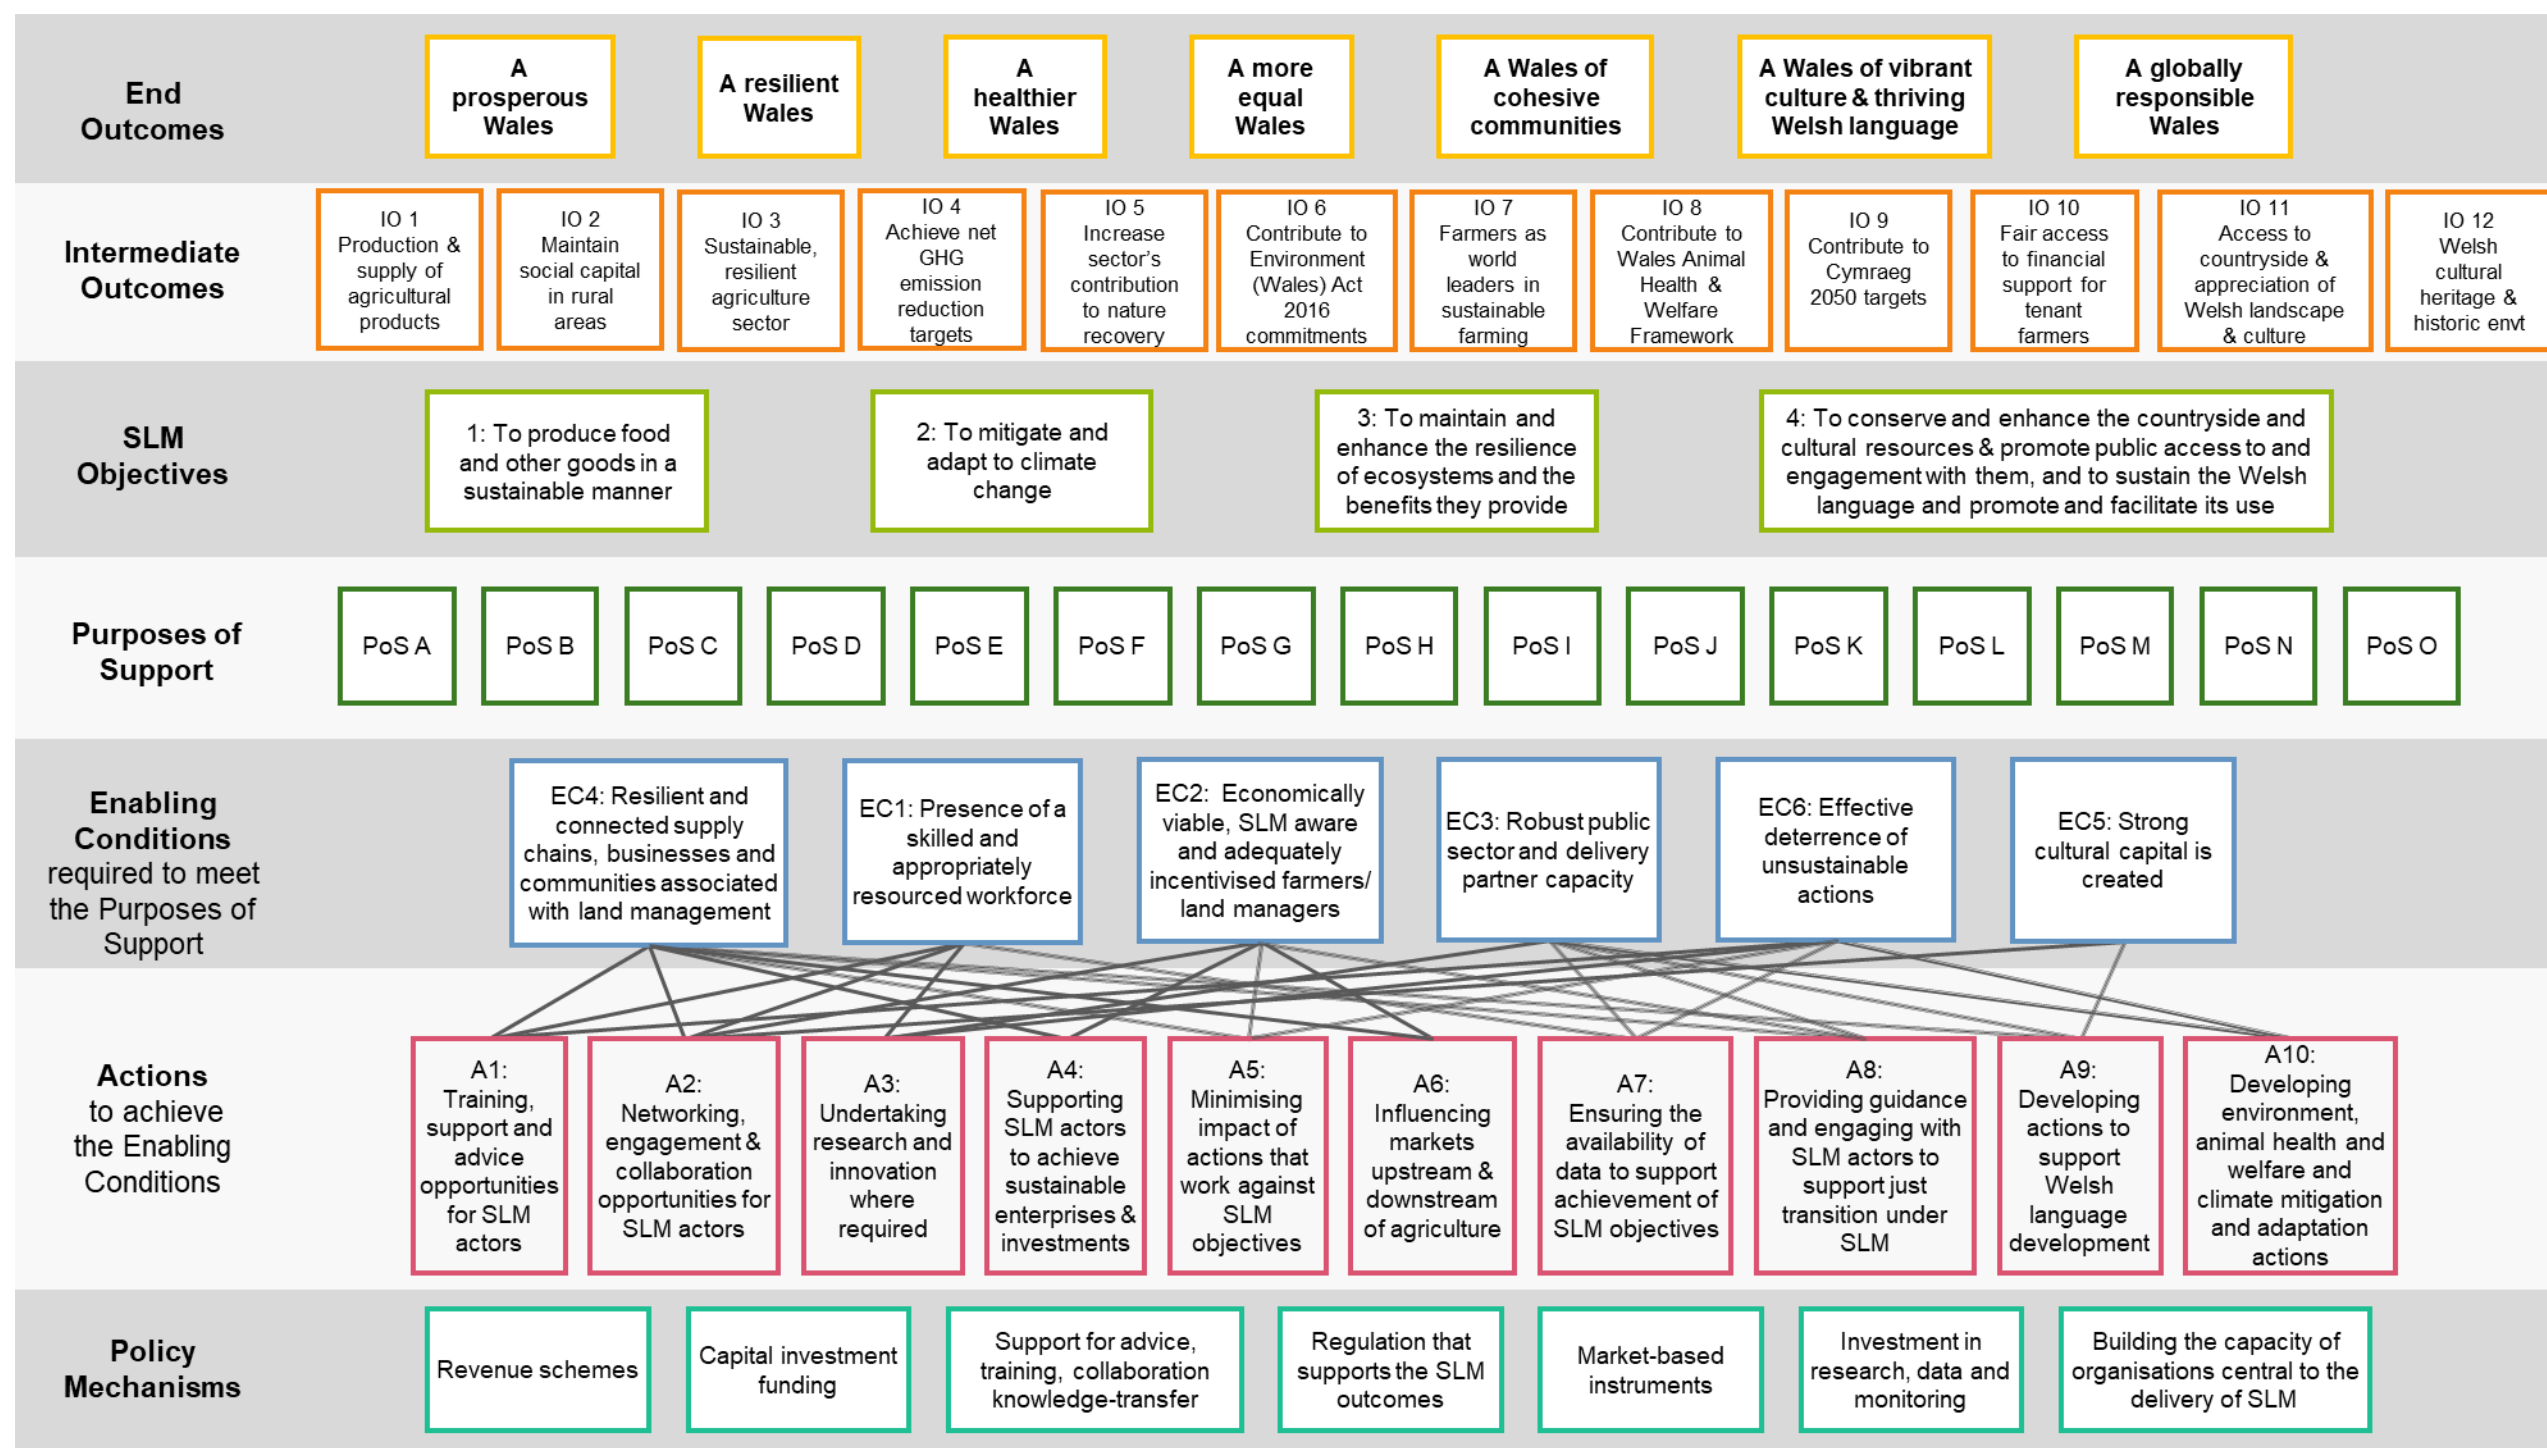 End
Outcomes
A
prosperous
Wales
A resilient
Wales
A
healthier
Wales
A more
equal
Wales
A Wales of
cohesive
communities
A Wales of vibrant
culture & thriving
Welsh language
A globally
responsible
Wales
Intermediate
Outcomes
IO 1
Production &
supply of
agricultural
products
IO 2
Maintain
social capital
in rural
areas
IO 3
Sustainable,
resilient
agriculture
sector
IO 4
Achieve net
GHG
emission
reduction
targets
IO 5
Increase
sector's
contribution
to nature
recovery
IO 6
Contribute to
Environment
(Wales) Act
2016
commitments
IO 7
Farmers as
world
leaders in
sustainable
farming
IO 8
Contribute to
Wales Animal
Health &
Welfare
Framework
IO 9
Contribute to
Cymraeg
2050 targets
IO 10
Fair access
to financial
support for
tenant
farmers
IO 11
Access to
countryside &
appreciation of
Welsh landscape
& culture
IO 12
Welsh
cultural
heritage &
historic envt
SLM
Objectives
1: To produce food
and other goods in a
sustainable manner
2: To mitigate and
adapt to climate
change
3: To maintain and
enhance the resilience
of ecosystems and the
benefits they provide
4: To conserve and enhance the countryside and
cultural resources & promote public access to and
engagement with them, and to sustain the Welsh
language and promote and facilitate its use
Purposes of
Support
PoS A
PoS B
PoS C
PoS D
PoS E
PoS F
PoS G
PoS H
PoS I
PoS J
PoS K
PoS L
PoS M
PoS N
PoS O
Enabling
Conditions
required to meet
the Purposes of
Support
EC4: Resilient and
connected supply
chains, businesses and
communities associated
with land management
EC1: Presence of a
skilled and
appropriately
resourced workforce
EC2: Economically
viable, SLM aware
and adequately
incentivised farmers/
land managers
EC3: Robust public
sector and delivery
partner capacity
EC6: Effective
deterrence of
unsustainable
actions
EC5: Strong
cultural capital is
created
Actions
to achieve
the Enabling
Conditions
A1:
Training,
support and
advice
opportunities
for SLM
actors
A2:
Networking,
engagement &
collaboration
opportunities for
SLM actors
A3:
Undertaking
research and
innovation
where
required
A4:
Supporting
SLM actors
to achieve
sustainable
enterprises &
investments
A5:
Minimising
impact of
actions that
work against
SLM
objectives
A6:
Influencing
markets
upstream &
downstream
of agriculture
A7:
Ensuring the
availability of
data to support
achievement of
SLM objectives
A8:
Providing guidance
and engaging with
SLM actors to
support just
transition under
SLM
A9:
Developing
actions to
support
Welsh
language
development
A10:
Developing
environment,
animal health and
welfare and
climate mitigation
and adaptation
actions
Policy
Mechanisms
Revenue schemes
Capital investment
funding
Support for advice,
training, collaboration
knowledge-transfer
Regulation that
supports the SLM
outcomes
Market-based
instruments
Investment in
research, data and
monitoring
Building the capacity of
organisations central to the
delivery of SLM